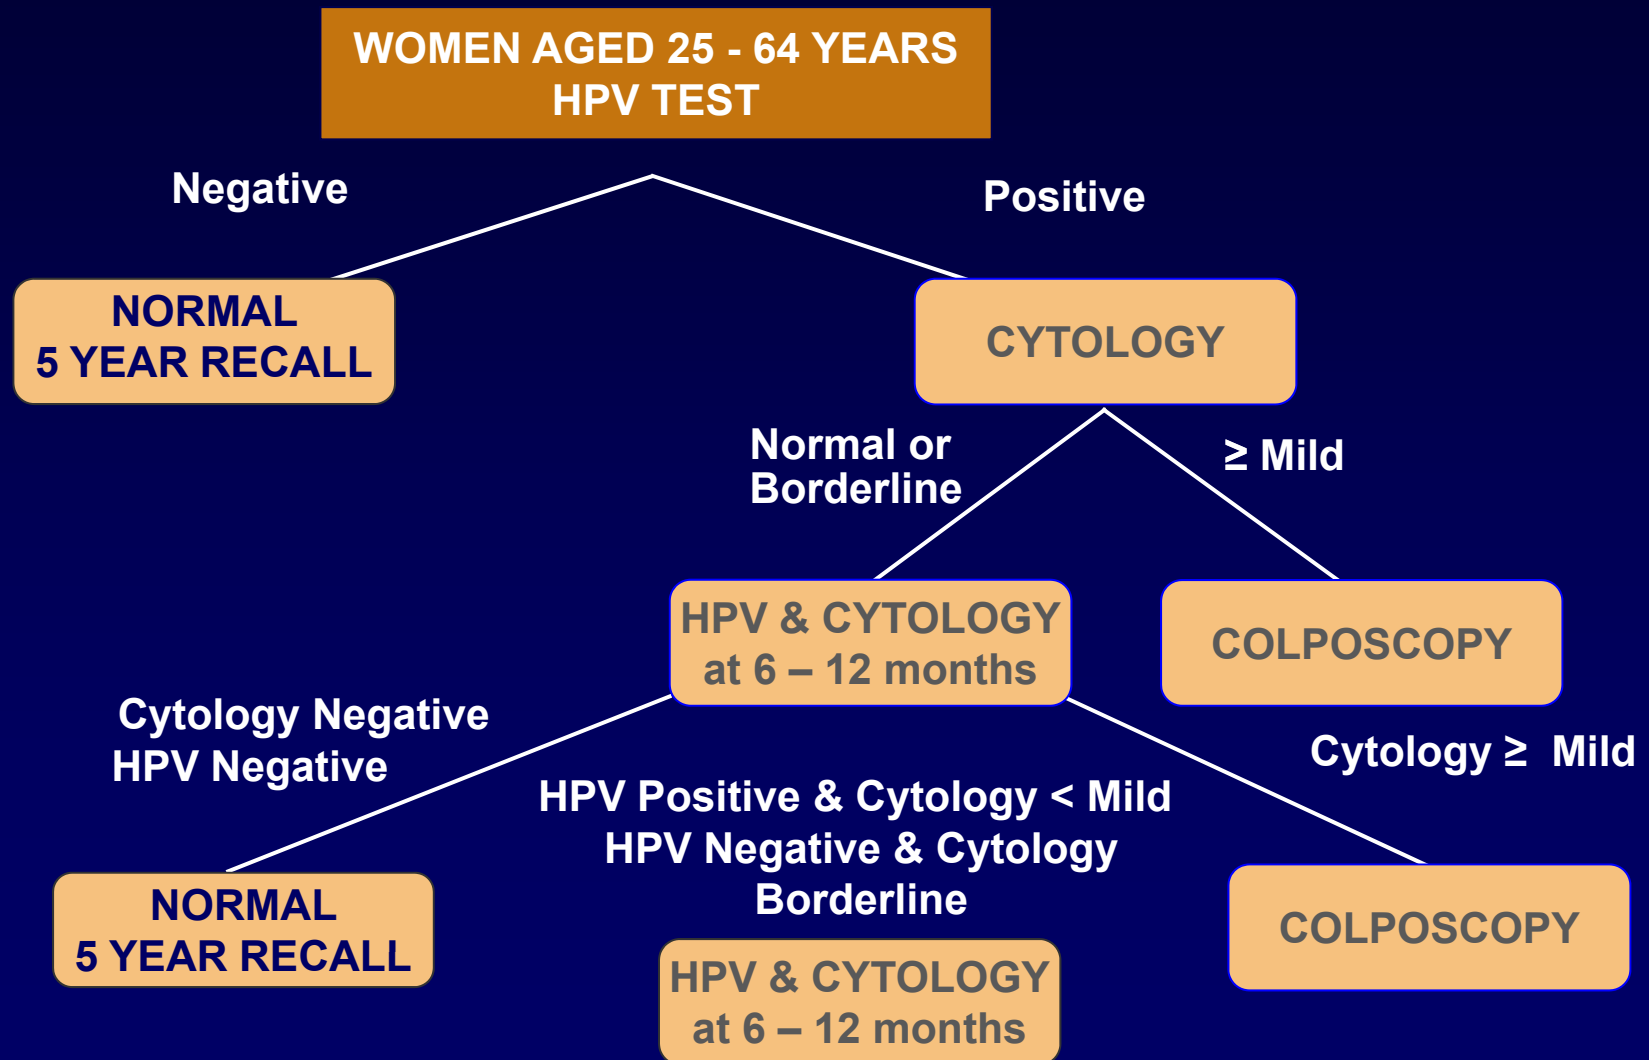 WOMEN AGED 25 - 64 YEARS
HPV TEST
Negative
Positive
NORMAL
5 YEAR RECALL
CYTOLOGY
Normal or
Borderline
≥ Mild
HPV & CYTOLOGY
at 6 – 12 months
COLPOSCOPY
Cytology Negative
HPV Negative
HPV Positive & Cytology < Mild
HPV Negative & Cytology
Borderline
Cytology ≥ Mild
NORMAL
5 YEAR RECALL
HPV & CYTOLOGY
at 6 – 12 months
COLPOSCOPY